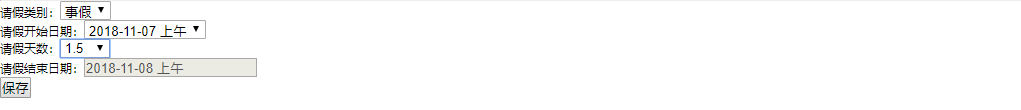 请假类别：事假
请假开始日期：2018-11-07 上午
请假天数：1.5
请假结束日期：2018-11-08 上午
保存